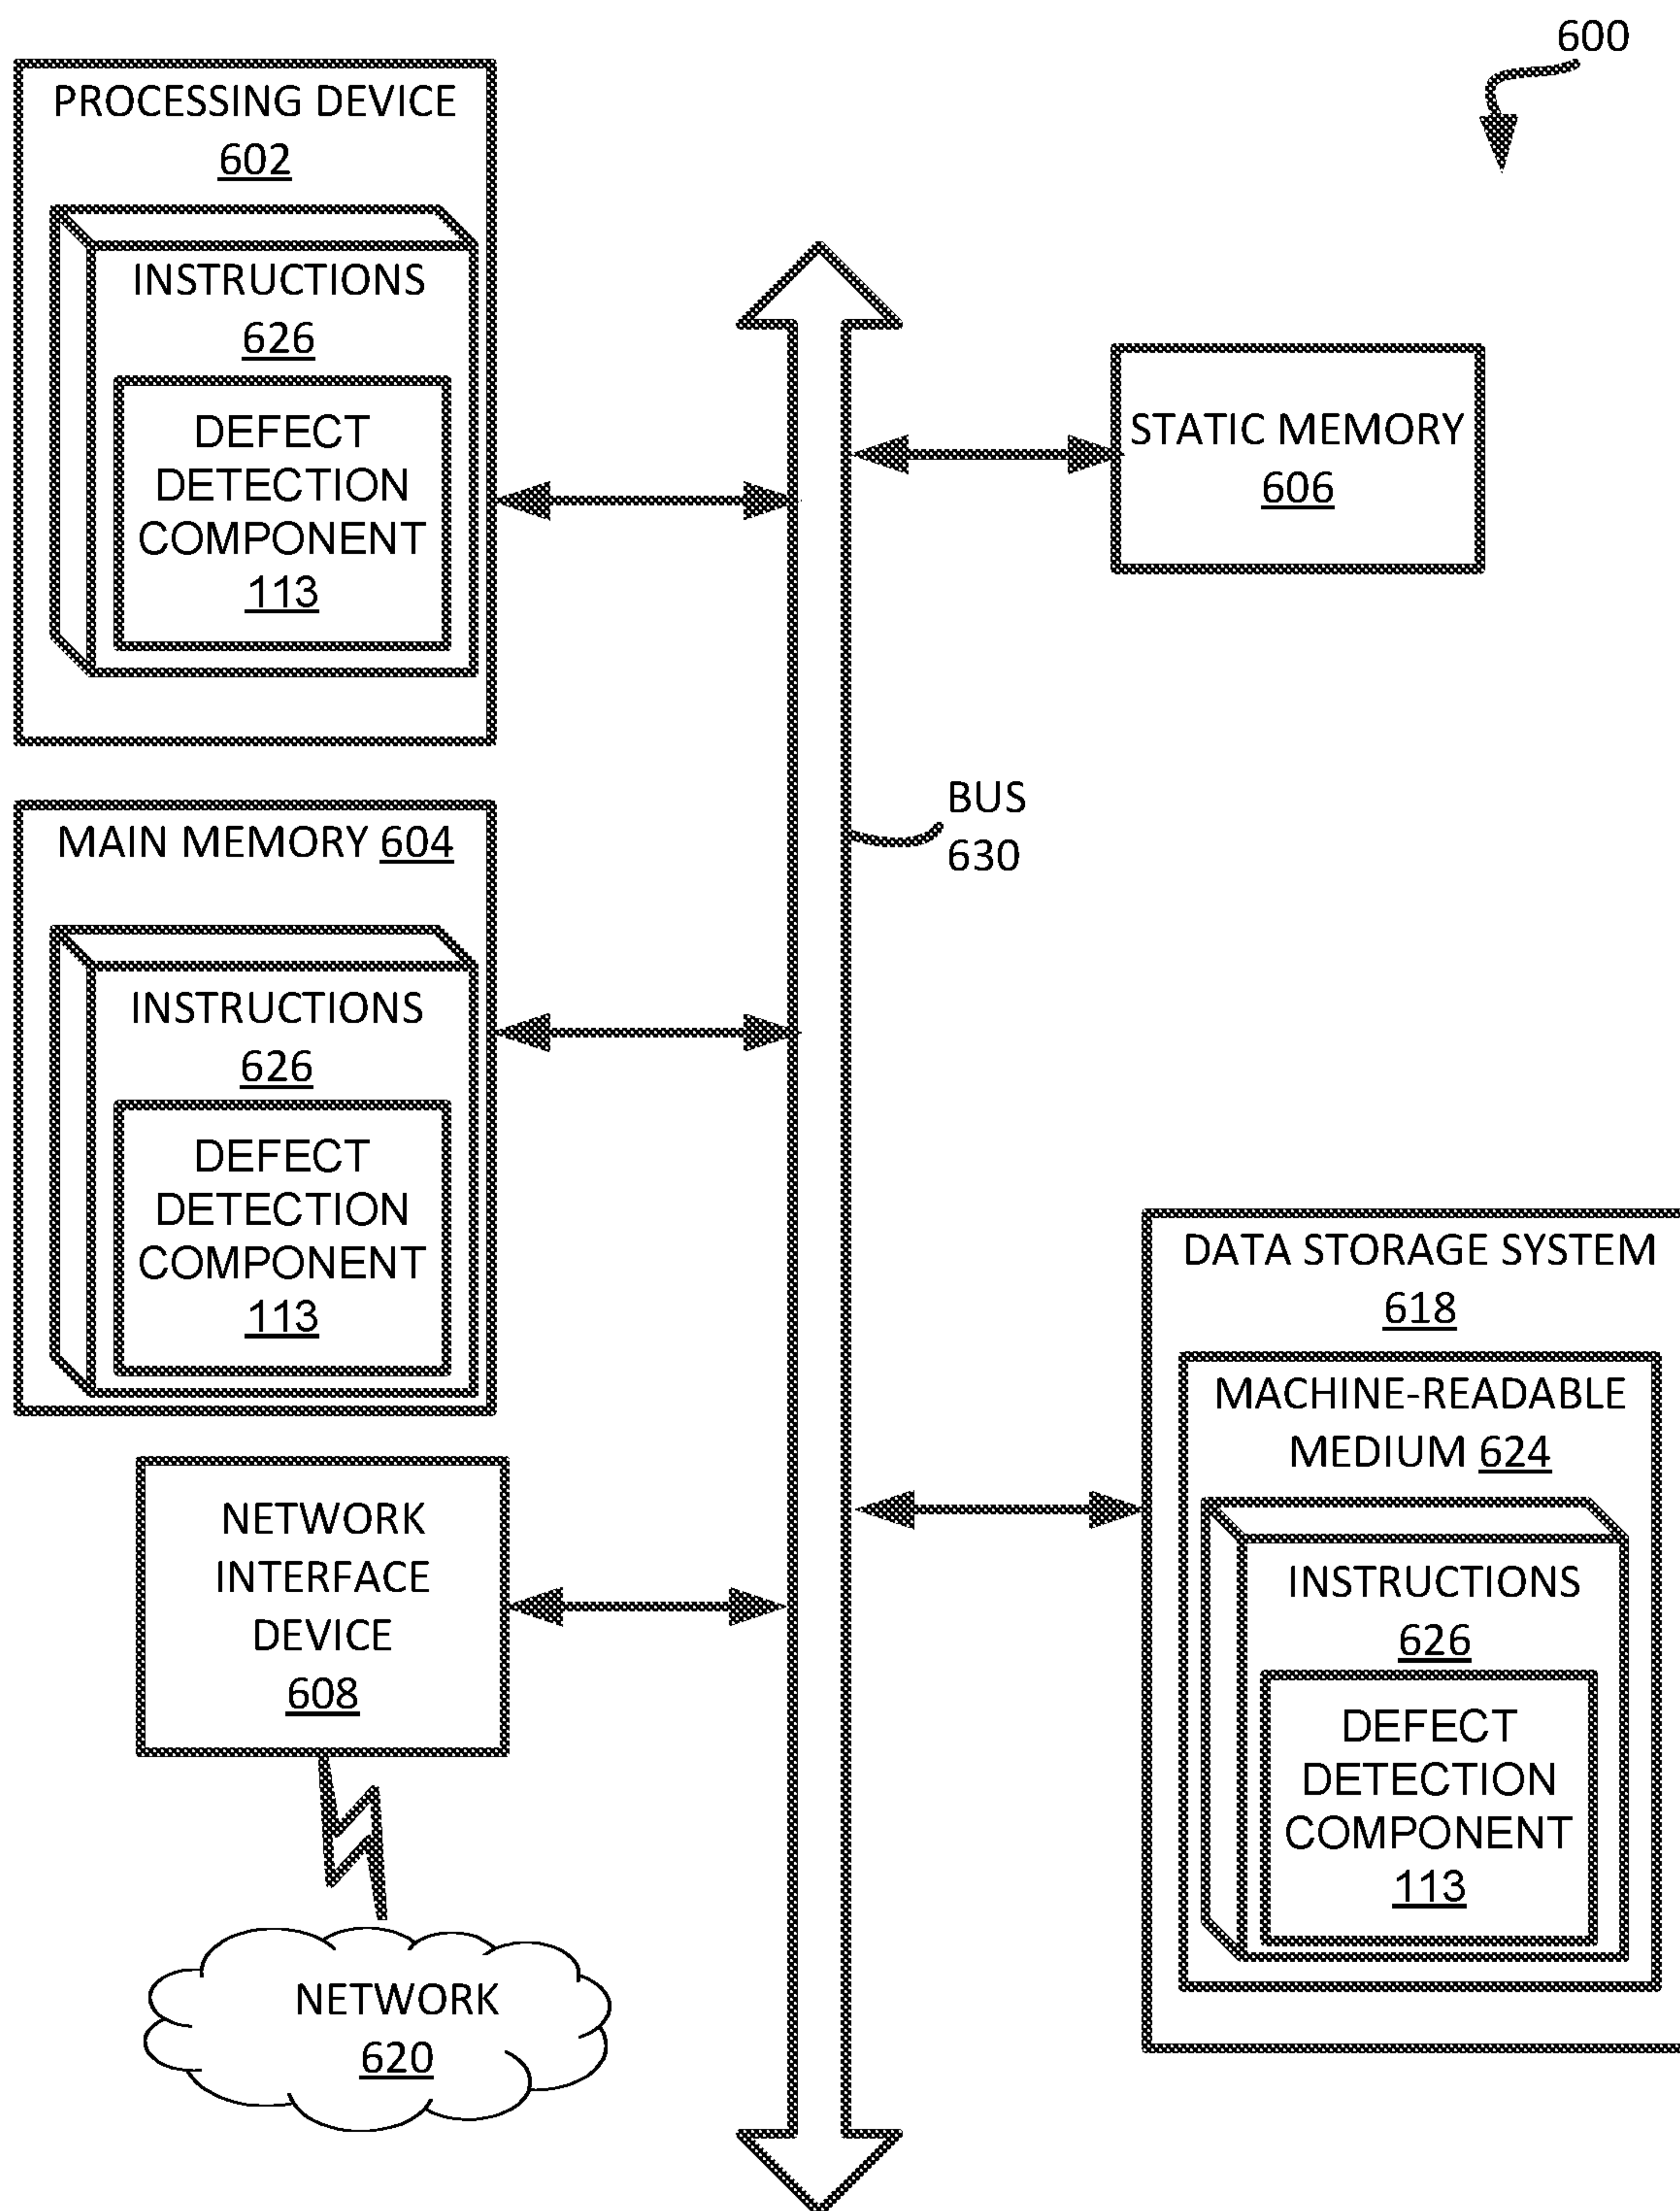 600
PROCESSING DEVICE
602
INSTRUCTIONS
626
DEFECT
DETECTION
COMPONENT
113
STATIC MEMORY
606
BUS
630
MAIN MEMORY 604
INSTRUCTIONS
626
DEFECT
DETECTION
COMPONENT
113
NETWORK
INTERFACE
DEVICE
608
NETWORK
620
DATA STORAGE SYSTEM
618
MACHINE-READABLE
MEDIUM 624
INSTRUCTIONS
626
DEFECT
DETECTION
COMPONENT
113